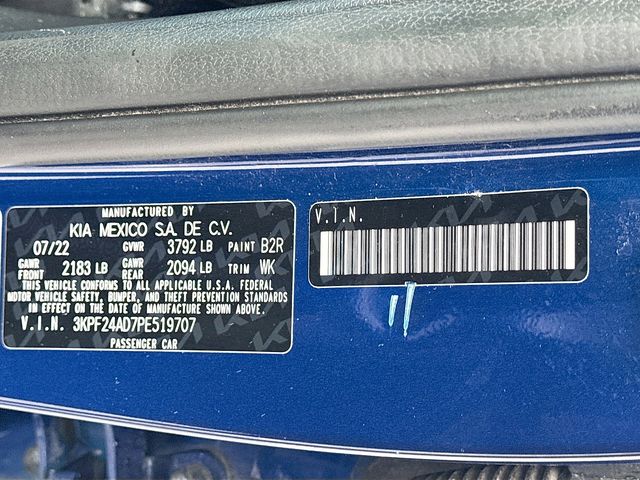 MANUFACTURED BY
KIA MEXICO S.A. DE C.V.
07/22 GVWR 3792 LB PAINT B2R
GAWR FRONT 2183 LB GAWR REAR 2094 LB TRIM WK
THIS VEHICLE CONFORMS TO ALL APPLICABLE U.S.A. FEDERAL
MOTOR VEHICLE SAFETY, BUMPER, AND THEFT PREVENTION STANDARDS
IN EFFECT ON THE DATE OF MANUFACTURE SHOWN ABOVE.
V.I.N. 3KPF24AD7PE519707
PASSENGER CAR
V.I.N.